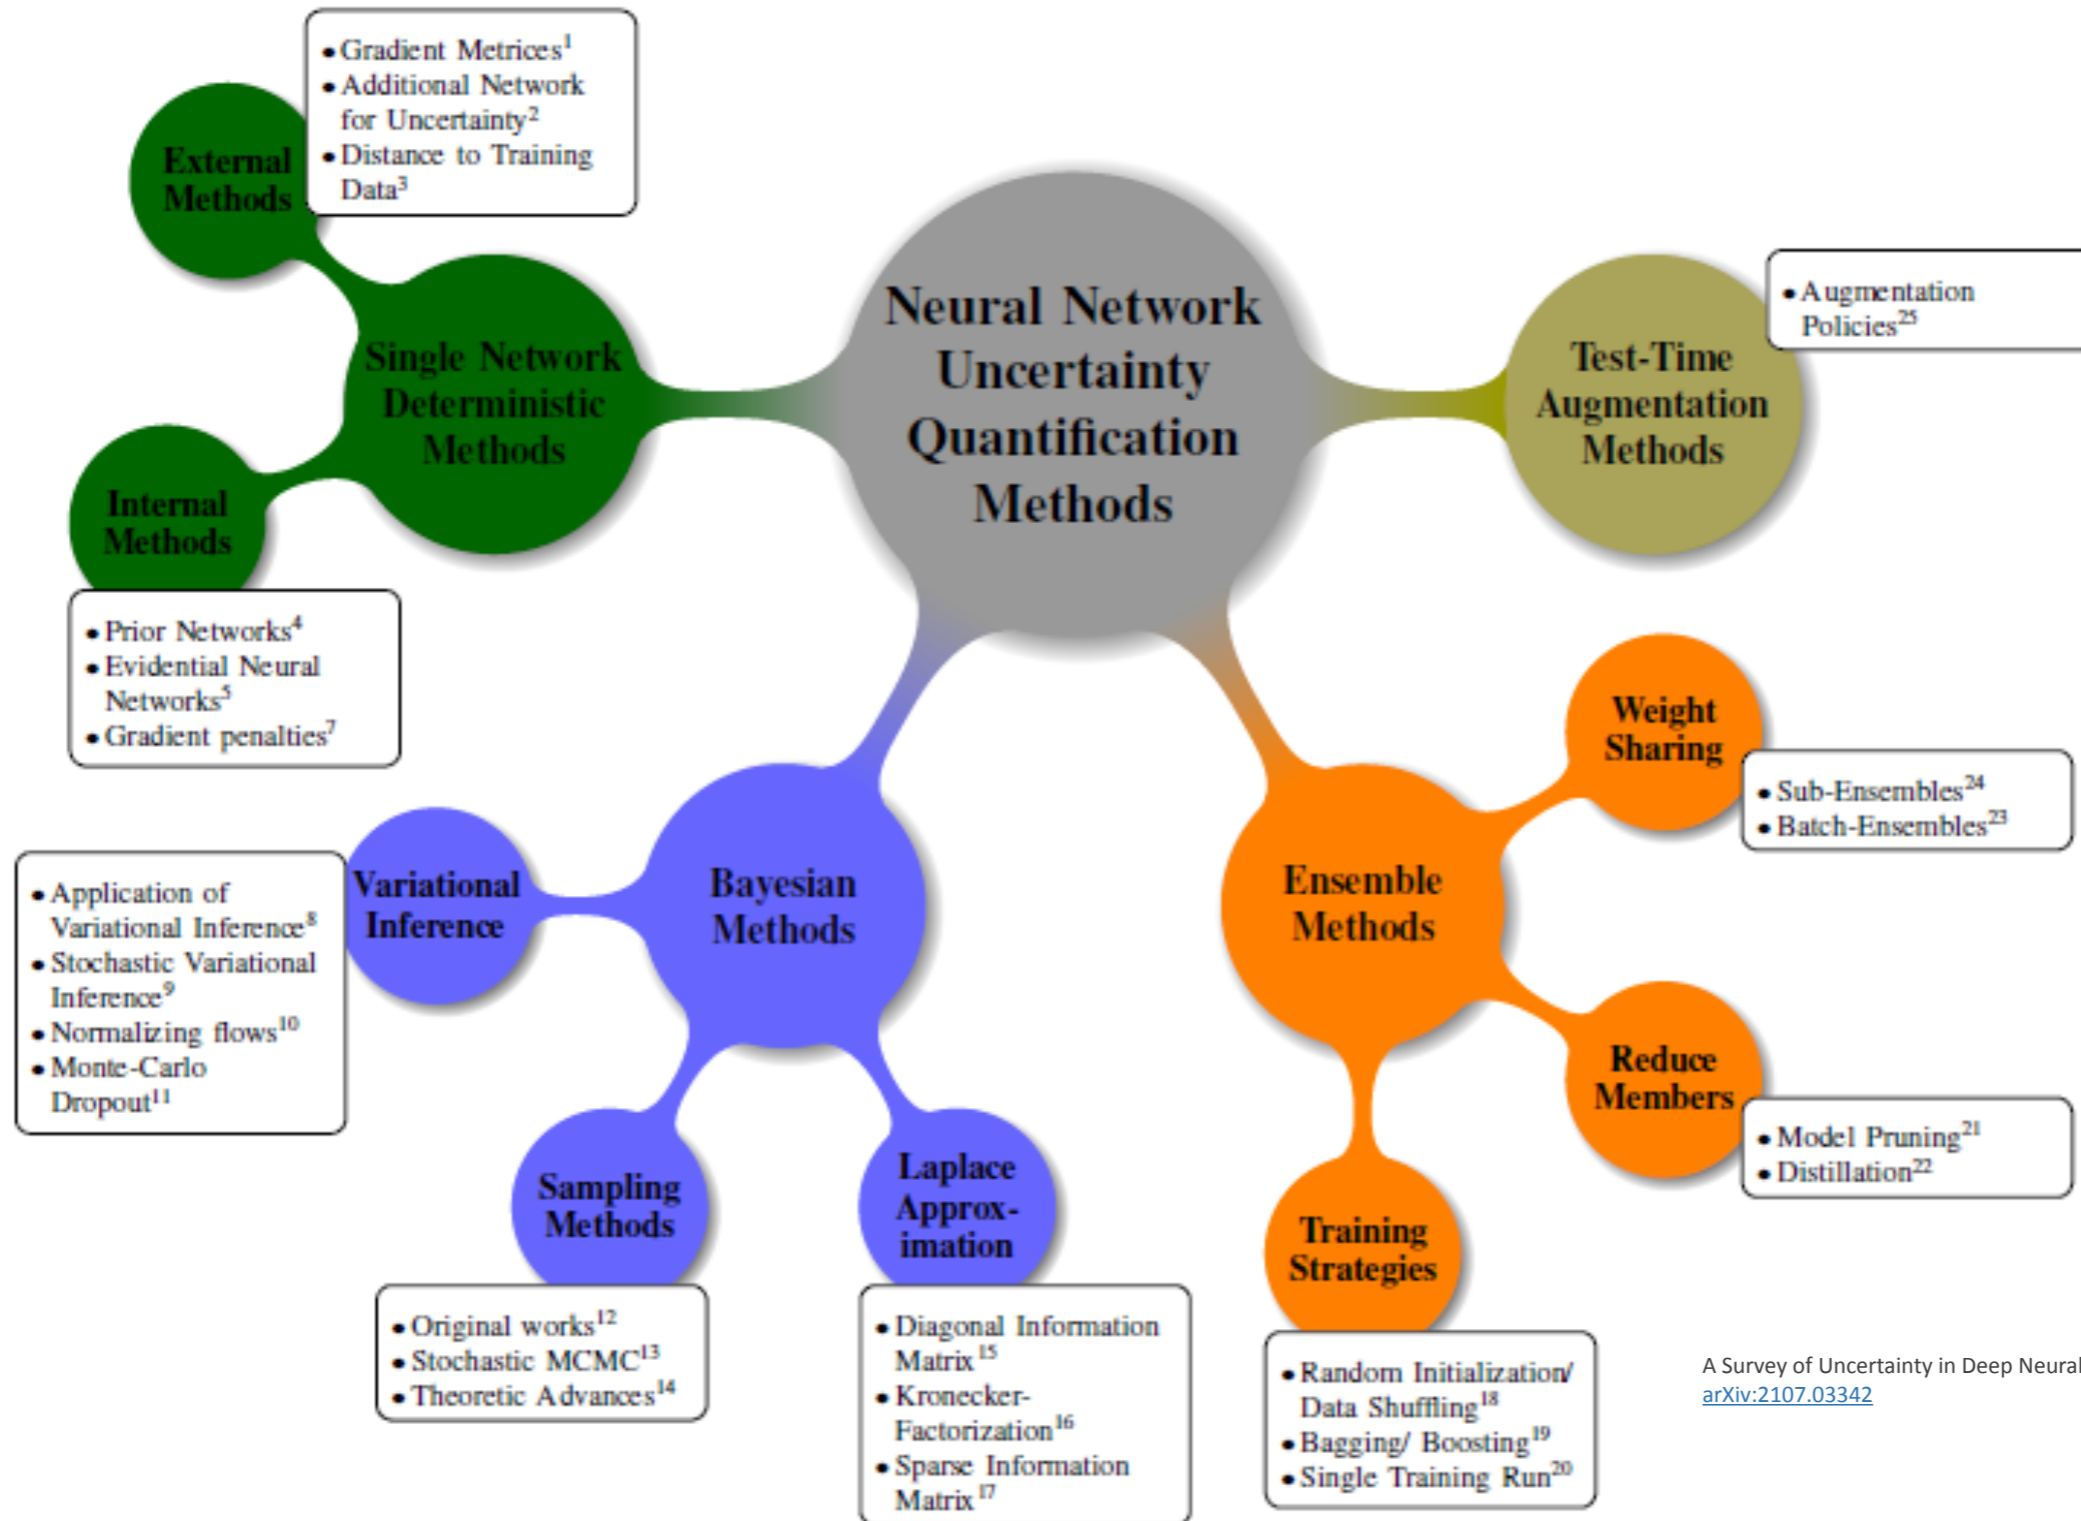 • Gradient Metrices¹
• Additional Network
for Uncertainty²
• Distance to Training
Data³
External
Methods
Single Network
Deterministic
Methods
Internal
Methods
• Prior Networks⁴
• Evidential Neural
Networks⁵
• Gradient penalties⁷
Neural Network
Uncertainty
Quantification
Methods
Test-Time
Augmentation
Methods
• Augmentation
Policies²⁵
Bayesian
Methods
Variational
Inference
• Application of
Variational Inference⁸
• Stochastic Variational
Inference⁹
• Normalizing flows¹⁰
• Monte-Carlo
Dropout¹¹
Sampling
Methods
• Original works¹²
• Stochastic MCMC¹³
• Theoretic Advances¹⁴
Laplace
Approx-
imation
• Diagonal Information
Matrix¹⁵
• Kronecker-
Factorization¹⁶
• Sparse Information
Matrix¹⁷
Ensemble
Methods
Weight
Sharing
• Sub-Ensembles²⁴
• Batch-Ensembles²³
Reduce
Members
• Model Pruning²¹
• Distillation²²
Training
Strategies
• Random Initialization/
Data Shuffling¹⁸
• Bagging/ Boosting¹⁹
• Single Training Run²⁰
A Survey of Uncertainty in Deep Neural
arXiv:2107.03342